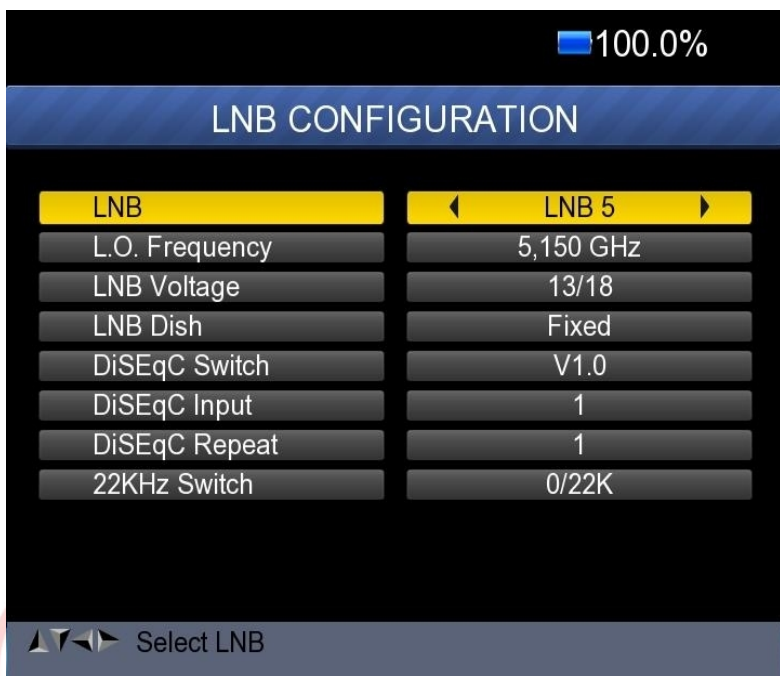 100.0%
LNB CONFIGURATION
LNB LNB 5
L.O. Frequency 5,150 GHz
LNB Voltage 13/18
LNB Dish Fixed
DiSEqC Switch V1.0
DiSEqC Input 1
DiSEqC Repeat 1
22KHz Switch 0/22K
Select LNB